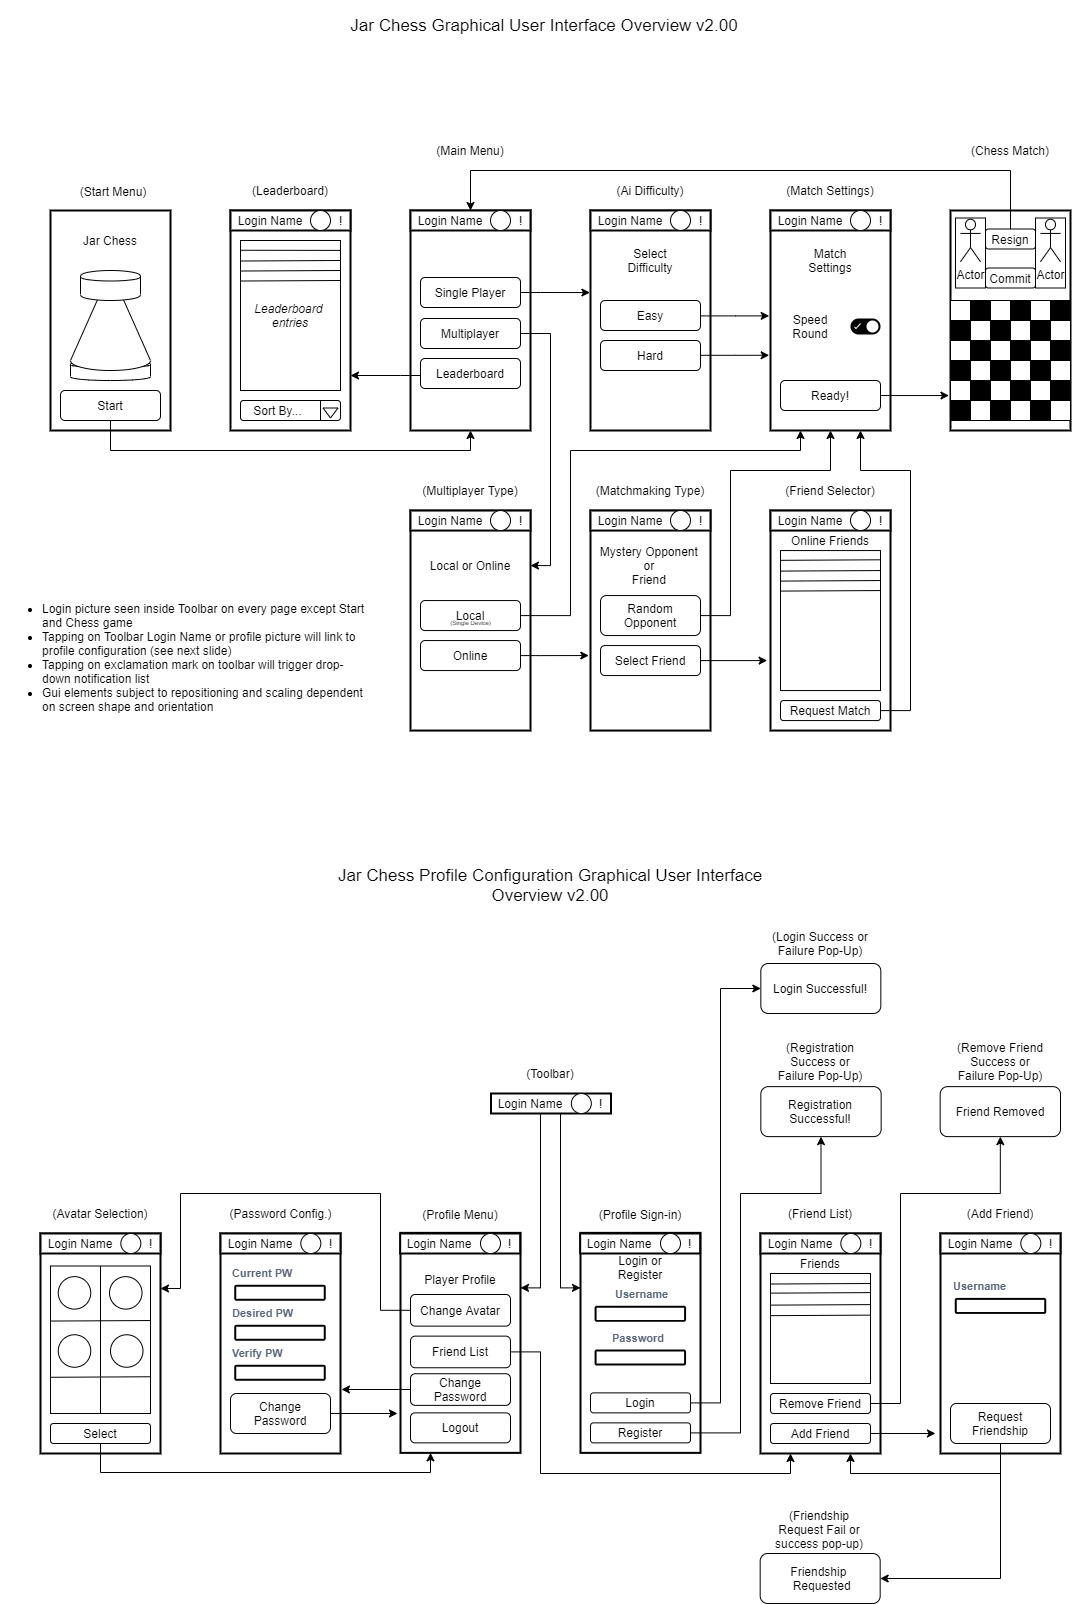 Jar Chess Graphical User Interface Overview v2.00
(Main Menu)
(Chess Match)
(Start Menu)
(Leaderboard)
(Ai Difficulty)
(Match Settings)
Jar Chess
Start
Login Name !
Leaderboard
entries
Sort By...
Login Name !
Single Player
Multiplayer
Leaderboard
Login Name !
Select
Difficulty
Easy
Hard
Login Name !
Match
Settings
Speed
Round
Ready!
Resign
Actor
Commit
Actor
(Multiplayer Type)
(Matchmaking Type)
(Friend Selector)
Login Name !
Local or Online
Local
(Single Device)
Online
Login Name !
Mystery Opponent
or
Friend
Random
Opponent
Select Friend
Login Name !
Online Friends
Request Match
• Login picture seen inside Toolbar on every page except Start
and Chess game
• Tapping on Toolbar Login Name or profile picture will link to
profile configuration (see next slide)
• Tapping on exclamation mark on toolbar will trigger drop-
down notification list
• Gui elements subject to repositioning and scaling dependent
on screen shape and orientation
Jar Chess Profile Configuration Graphical User Interface
Overview v2.00
(Login Success or
Failure Pop-Up)
Login Successful!
(Registration
Success or
Failure Pop-Up)
Registration
Successful!
(Remove Friend
Success or
Failure Pop-Up)
Friend Removed
(Toolbar)
Login Name !
(Avatar Selection)
(Password Config.)
(Profile Menu)
(Profile Sign-in)
(Friend List)
(Add Friend)
Login Name !
Select
Login Name !
Current PW
Desired PW
Verify PW
Change
Password
Login Name !
Player Profile
Change Avatar
Friend List
Change
Password
Logout
Login Name !
Login or
Register
Username
Password
Login
Register
Login Name !
Friends
Remove Friend
Add Friend
Login Name !
Username
Request
Friendship
(Friendship
Request Fail or
success pop-up)
Friendship
Requested